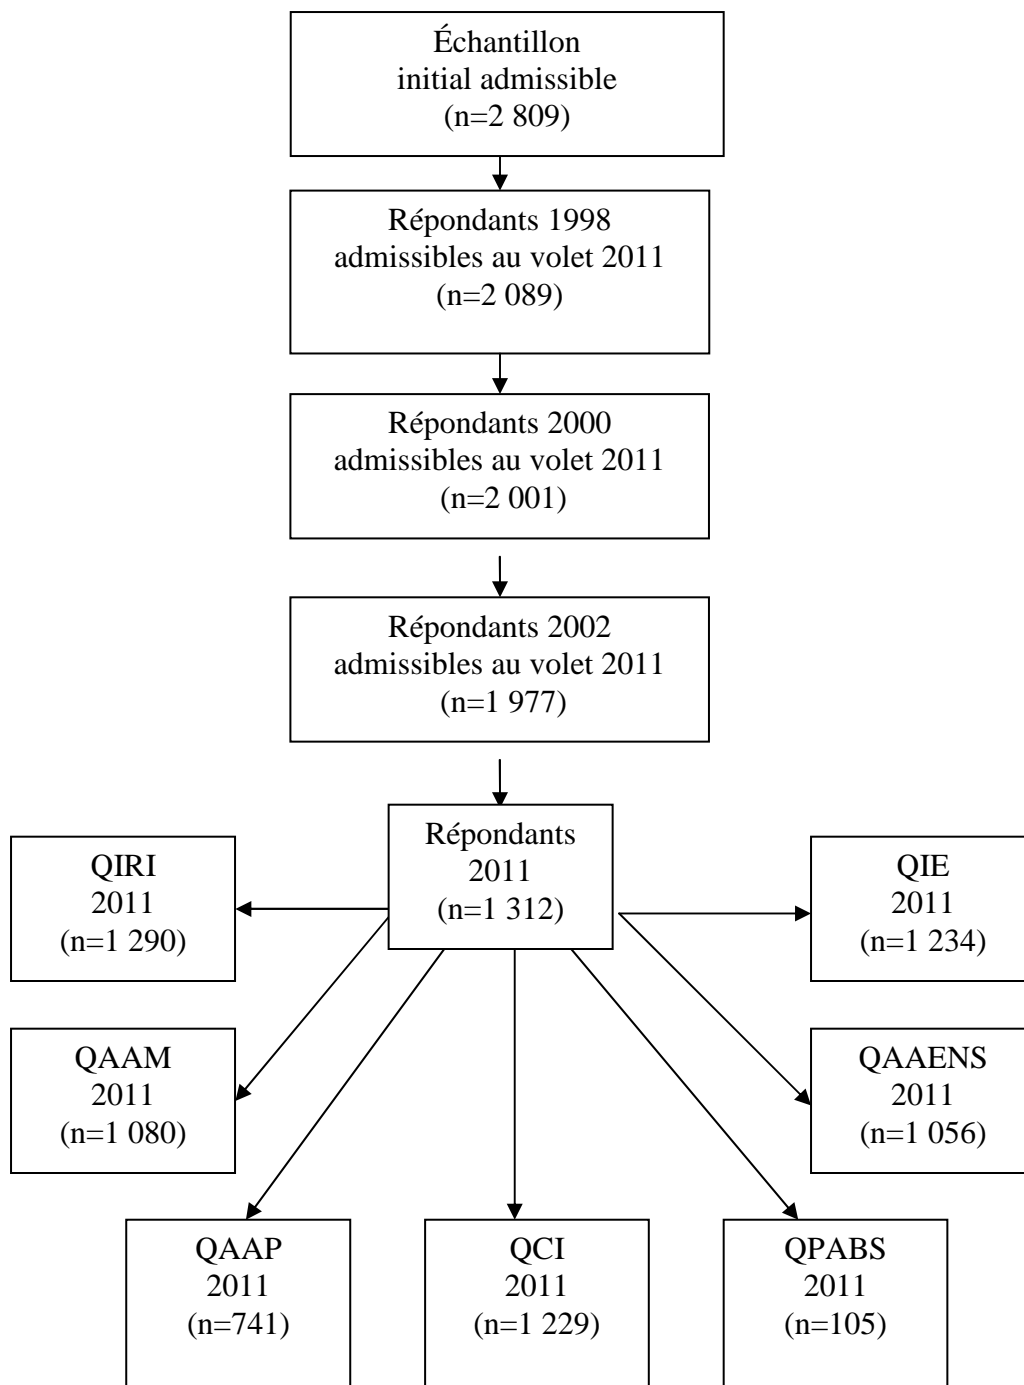 Échantillon
initial admissible
(n=2 809)
Répondants 1998
admissibles au volet 2011
(n=2 089)
Répondants 2000
admissibles au volet 2011
(n=2 001)
Répondants 2002
admissibles au volet 2011
(n=1 977)
Répondants
2011
(n=1 312)
QIRI
2011
(n=1 290)
QIE
2011
(n=1 234)
QAAM
2011
(n=1 080)
QAAENS
2011
(n=1 056)
QAAP
2011
(n=741)
QCI
2011
(n=1 229)
QPABS
2011
(n=105)